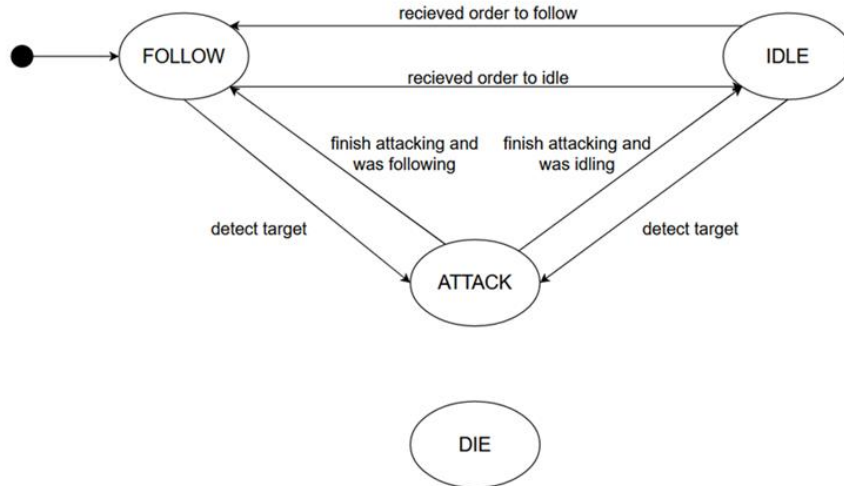 recieved order to follow
FOLLOW
IDLE
recieved order to idle
finish attacking and
was following
finish attacking and
was idling
detect target
detect target
ATTACK
DIE